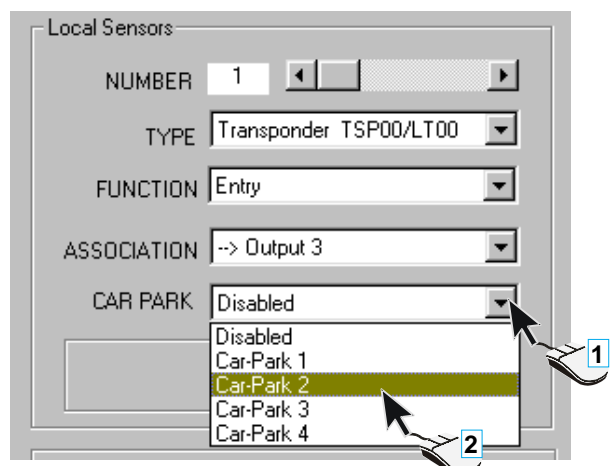 Local Sensors
NUMBER 1
TYPE Transponder TSP00/LT00
FUNCTION Entry
ASSOCIATION --> Output 3
CAR PARK Disabled
Disabled
Car-Park 1
1
Car-Park 2
Car-Park 3
Car-Park 4
2